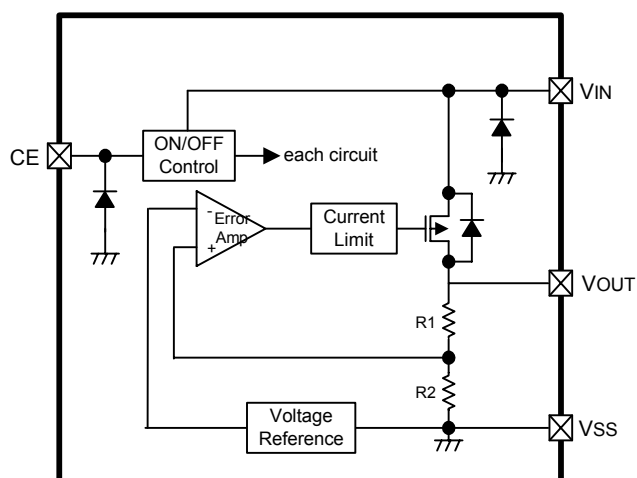 VIN
CE
ON/OFF
Control
each circuit
-
Error
Amp
+
Current
Limit
VOUT
R1
R2
Voltage
Reference
VSS